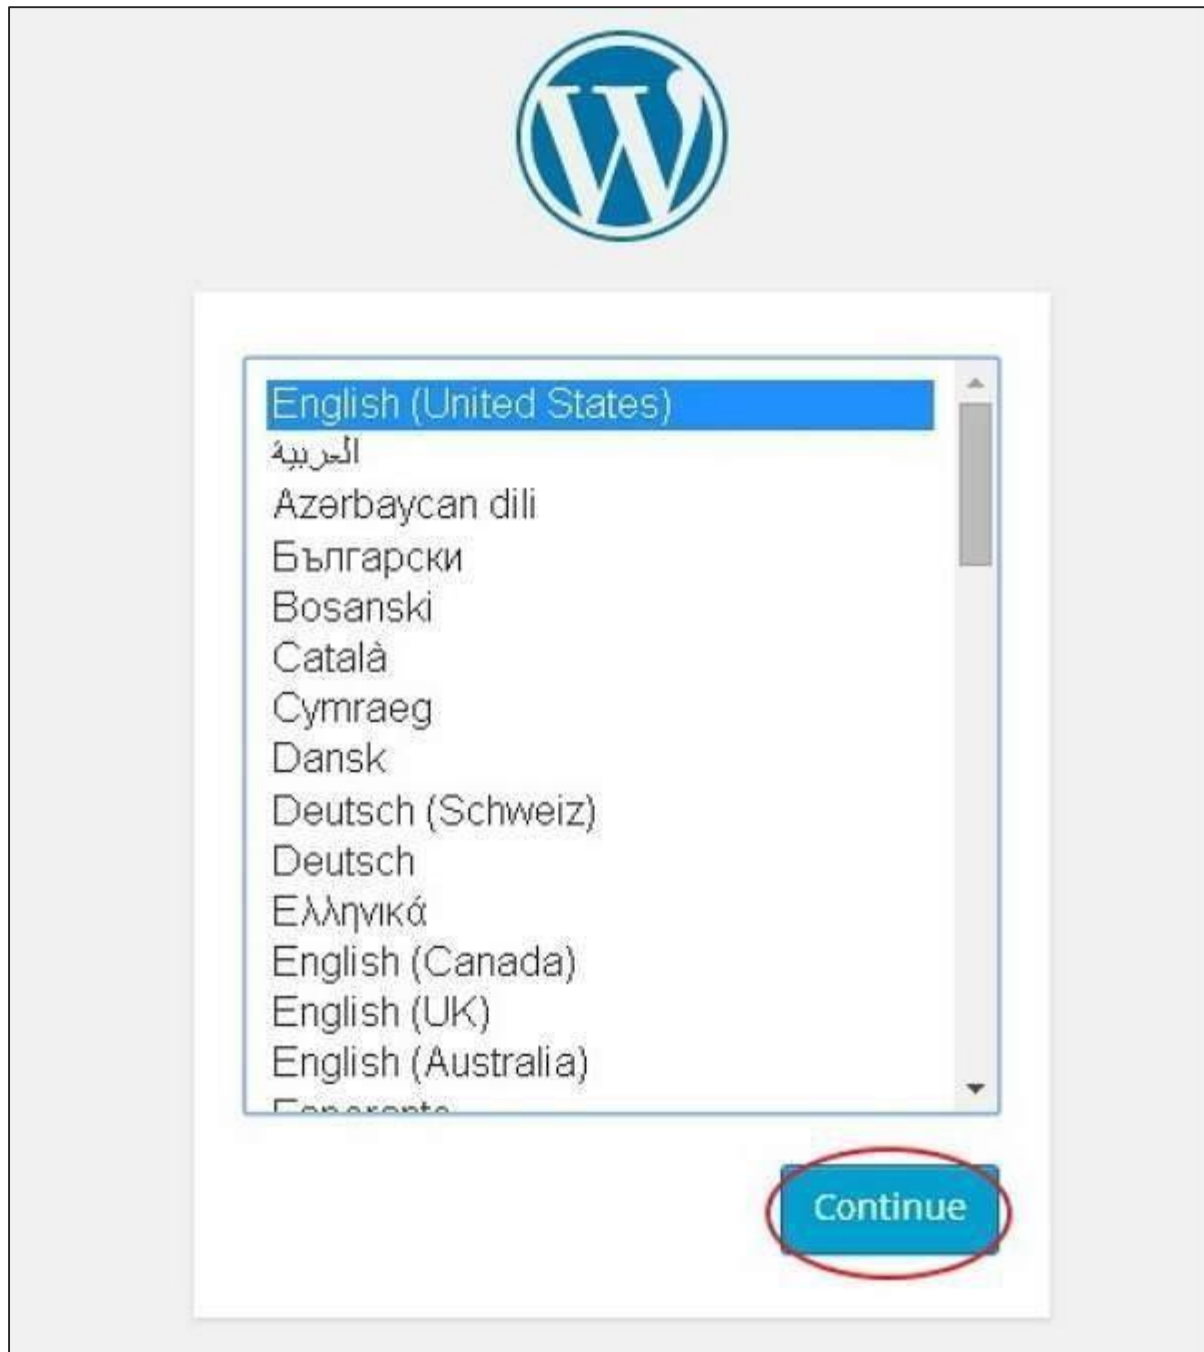 W
English (United States)
العربية
Azərbaycan dili
Български
Bosanski
Català
Cymraeg
Dansk
Deutsch (Schweiz)
Deutsch
Ελληνικά
English (Canada)
English (UK)
English (Australia)
Esperanto
Continue